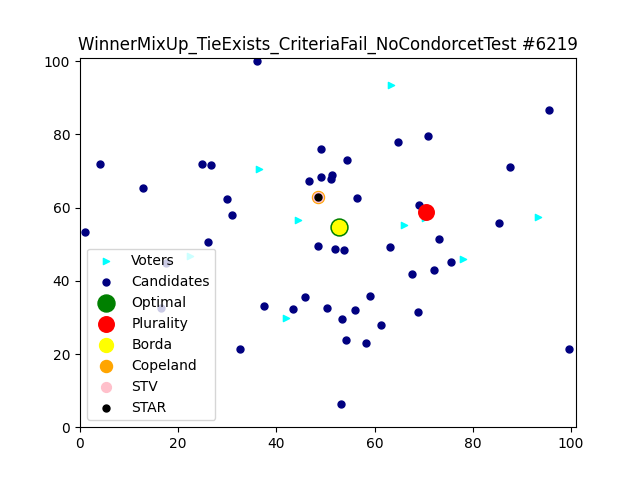 WinnerMixUp_TieExists_CriteriaFail_NoCondorcetTest #6219
100
80
60
40
20
0
Voters
Candidates
Optimal
Plurality
Borda
Copeland
STV
STAR
0 20 40 60 80 100